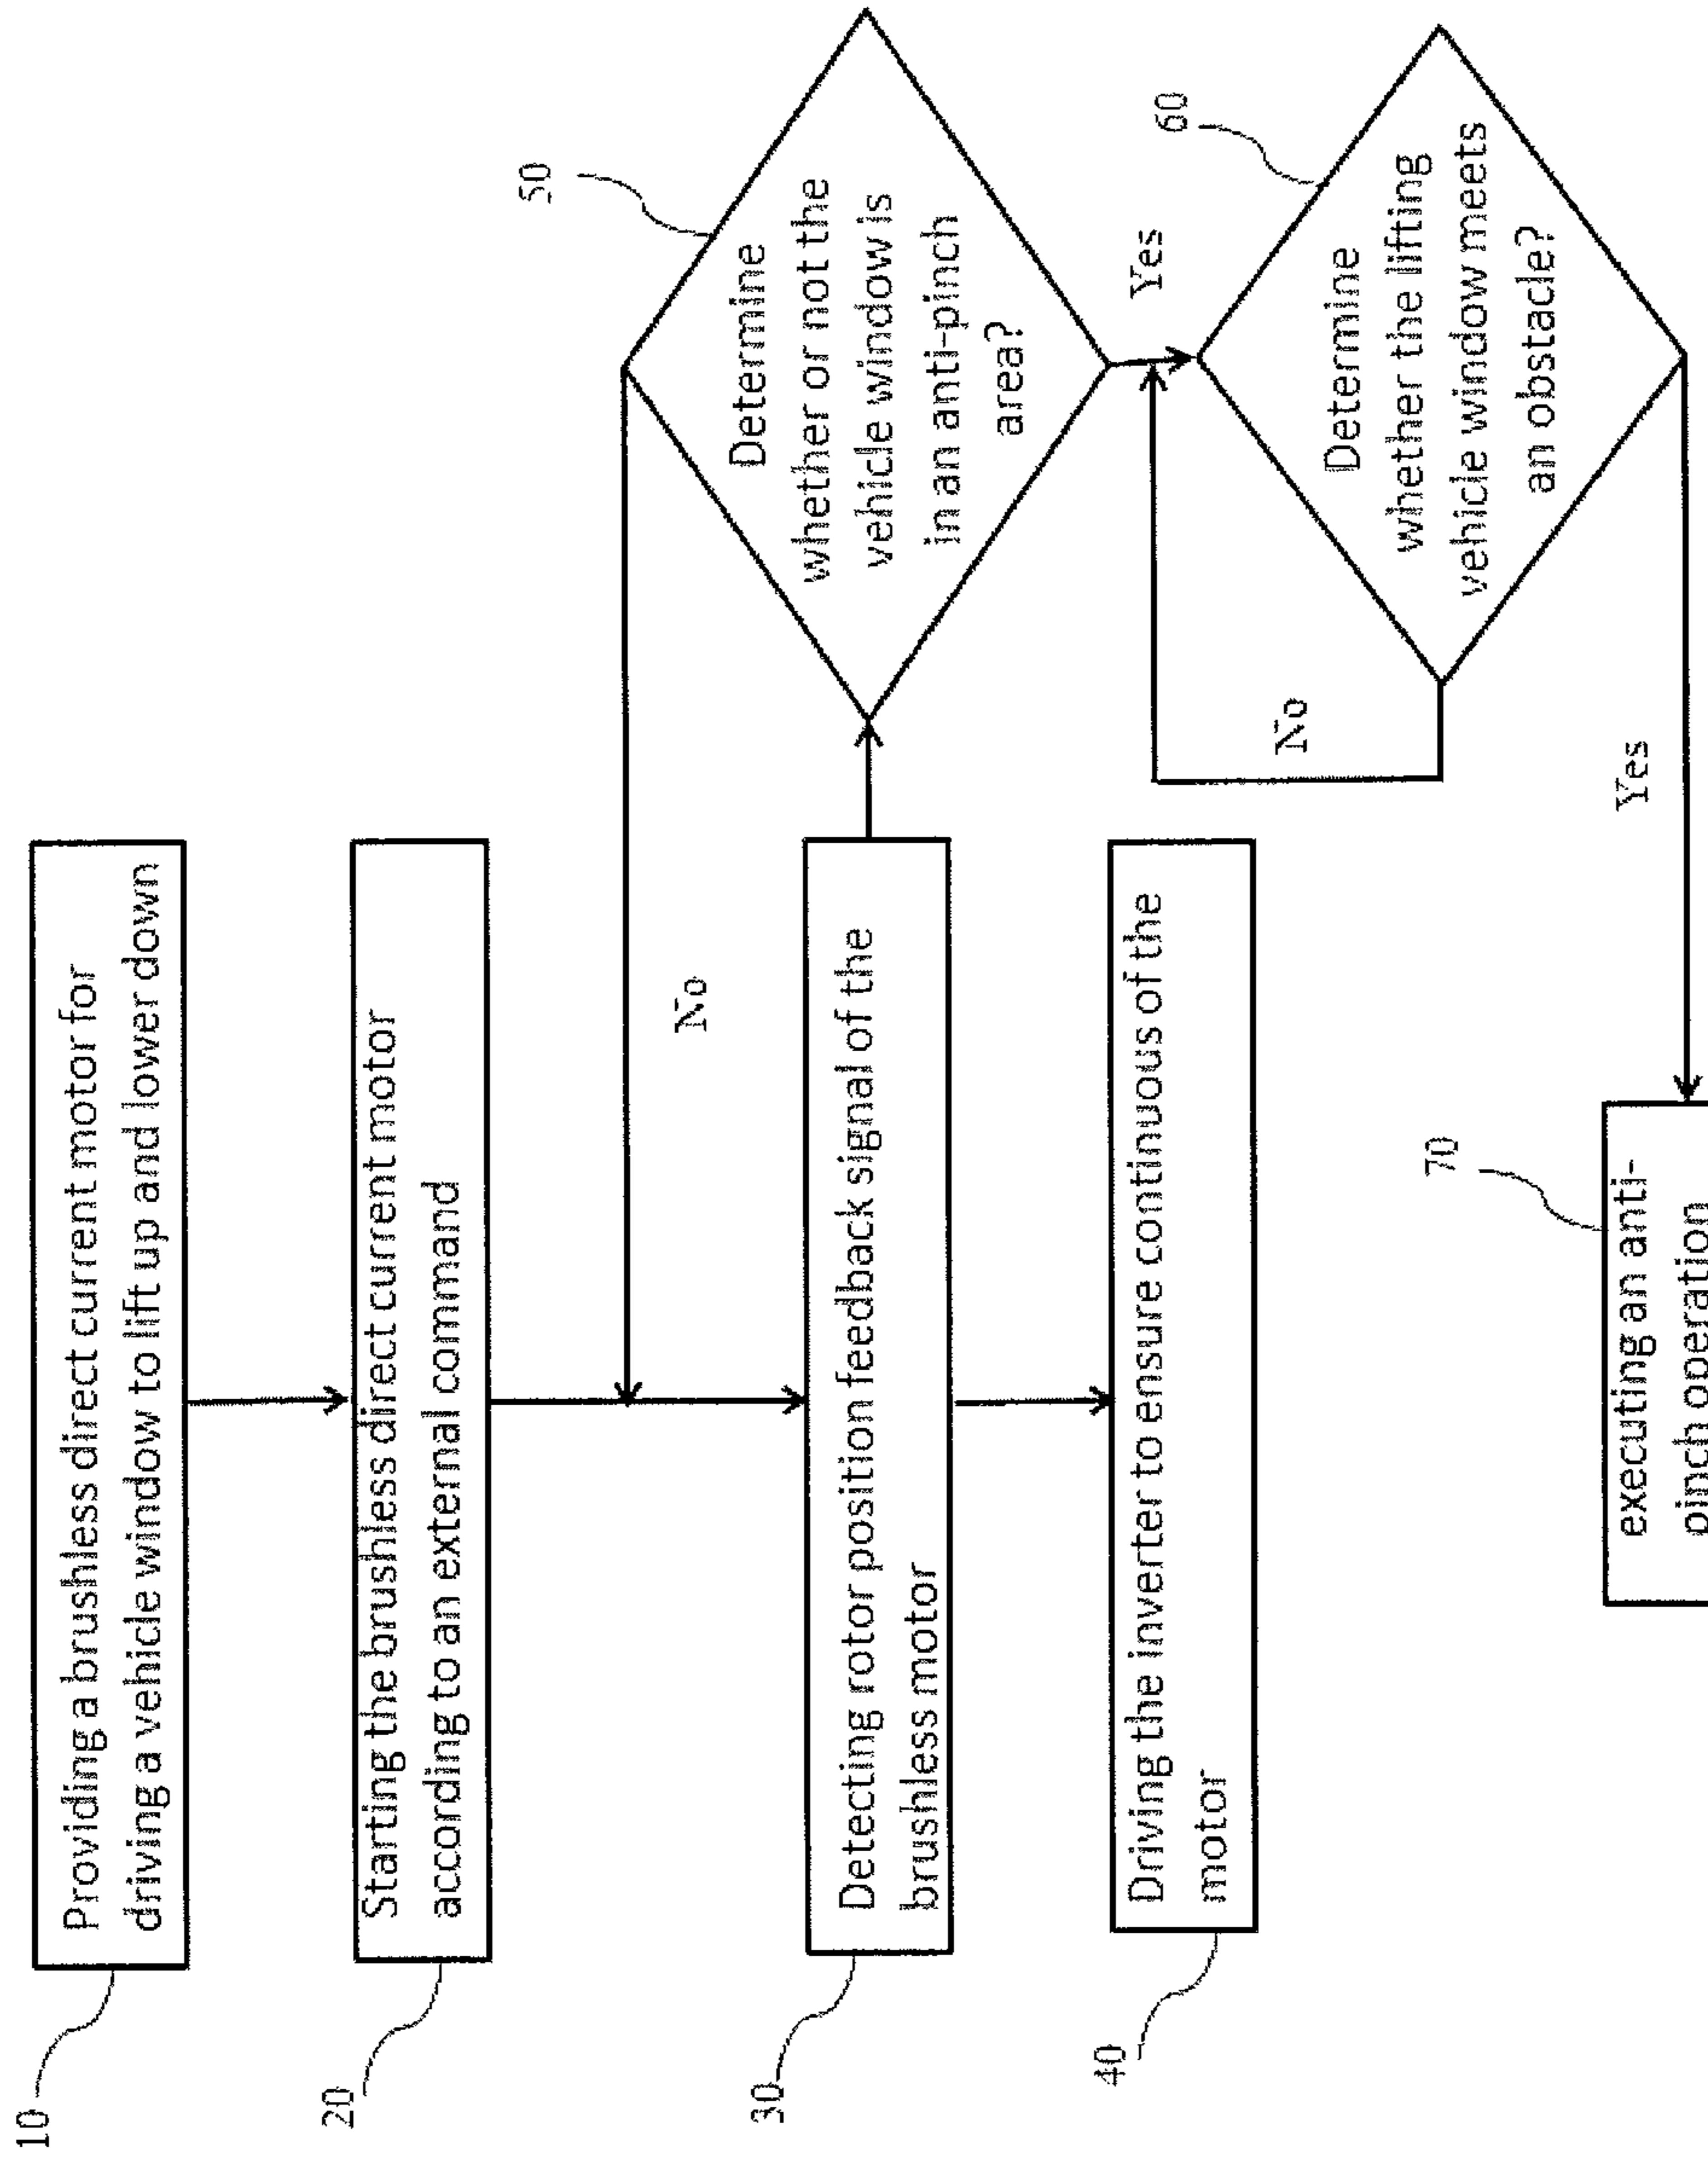 10
Providing a brushless direct current motor for
driving a vehicle window to lift up and lower down
20
Starting the brushless direct current motor
according to an external command
No
30
Detecting rotor position feedback signal of the
brushless motor
50
Determine
whether or not the
vehicle window is
in an anti-pinch
area?
40
Driving the inverter to ensure continuous of the
motor
Yes
60
Determine
whether the lifting
vehicle window meets
an obstacle?
No
Yes
70
executing an anti-
pinch operation